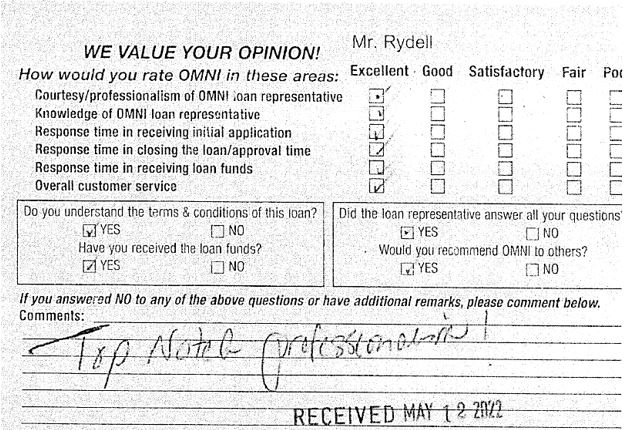 Mr. Rydell
WE VALUE YOUR OPINION!
How would you rate OMNI in these areas: Excellent Good Satisfactory Fair Poo
Courtesy/professionalism of OMNI loan representative
Knowledge of OMNI loan representative
Response time in receiving initial application
Response time in closing the loan/approval time
Response time in receiving loan funds
Overall customer service
Do you understand the terms & conditions of this loan?
YES NO
Have you received the loan funds?
YES NO
Did the loan representative answer all your questions?
YES NO
Would you recommend OMNI to others?
YES NO
If you answered NO to any of the above questions or have additional remarks, please comment below.
Comments:
Top Notch professionalism!
RECEIVED MAY 12 2022